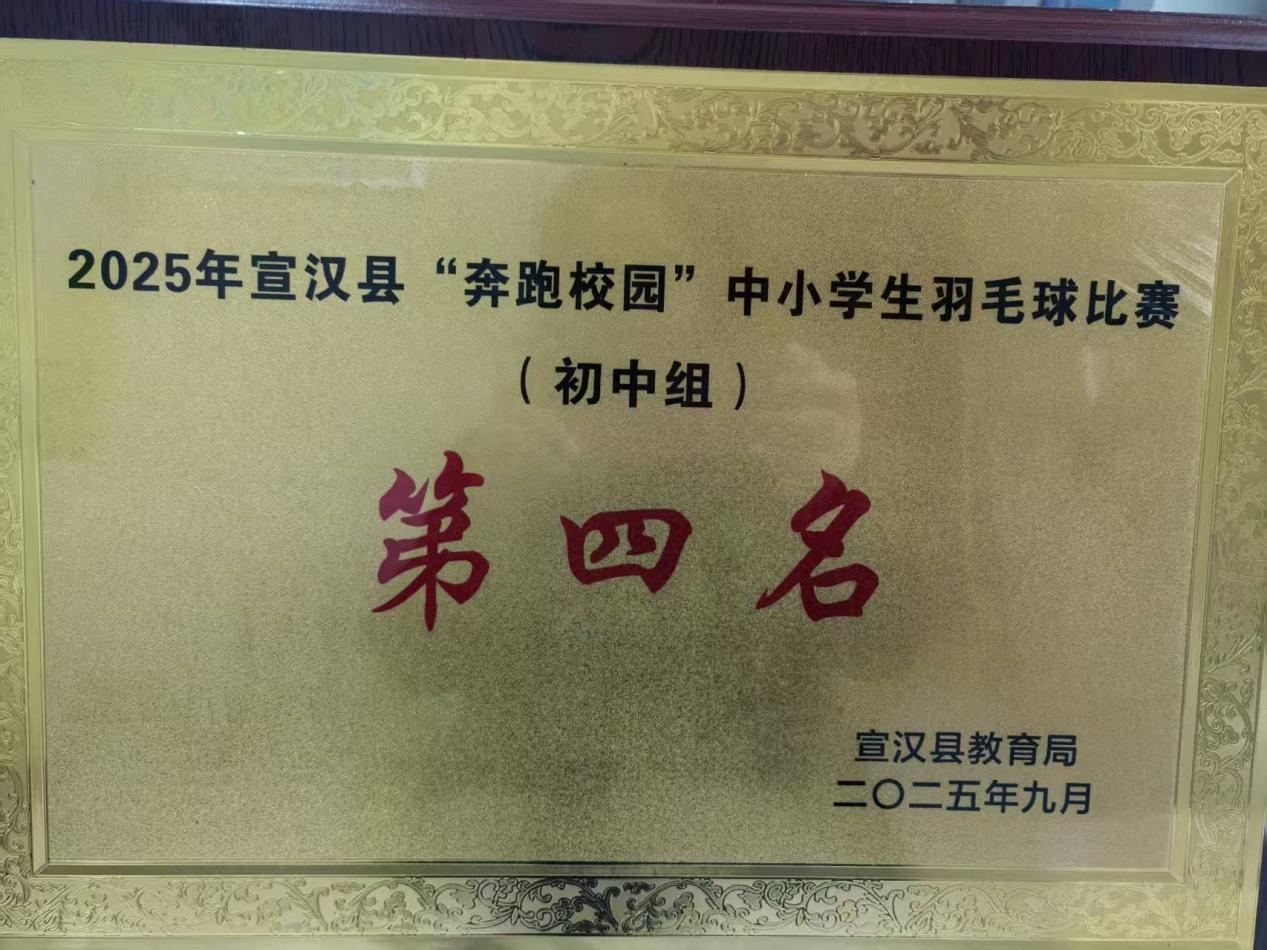 2025年宣汉县“奔跑校园”中小学生羽毛球比赛
（初中组）
第四名
宣汉县教育局
二〇二五年九月